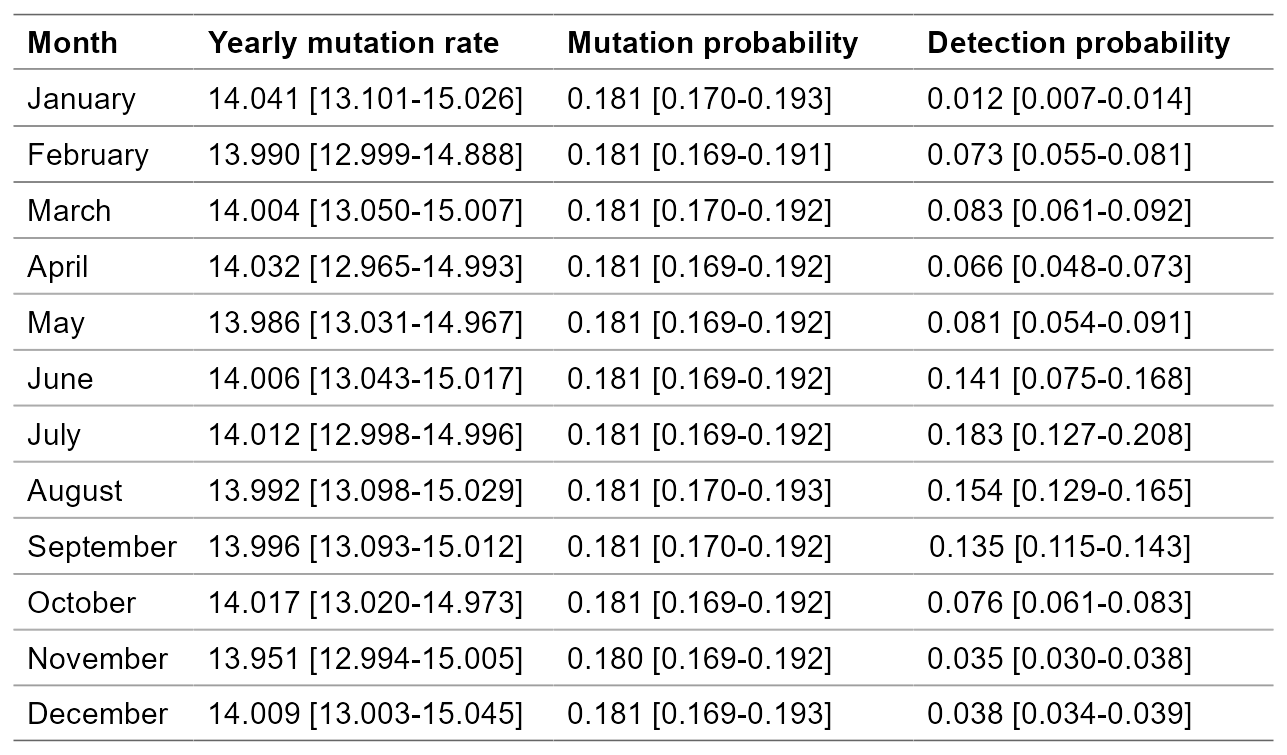 Month Yearly mutation rate Mutation probability Detection probability
January 14.041 [13.101-15.026] 0.181 [0.170-0.193] 0.012 [0.007-0.014]
February 13.990 [12.999-14.888] 0.181 [0.169-0.191] 0.073 [0.055-0.081]
March 14.004 [13.050-15.007] 0.181 [0.170-0.192] 0.083 [0.061-0.092]
April 14.032 [12.965-14.993] 0.181 [0.169-0.192] 0.066 [0.048-0.073]
May 13.986 [13.031-14.967] 0.181 [0.169-0.192] 0.081 [0.054-0.091]
June 14.006 [13.043-15.017] 0.181 [0.169-0.192] 0.141 [0.075-0.168]
July 14.012 [12.998-14.996] 0.181 [0.169-0.192] 0.183 [0.127-0.208]
August 13.992 [13.098-15.029] 0.181 [0.170-0.193] 0.154 [0.129-0.165]
September 13.996 [13.093-15.012] 0.181 [0.170-0.192] 0.135 [0.115-0.143]
October 14.017 [13.020-14.973] 0.181 [0.169-0.192] 0.076 [0.061-0.083]
November 13.951 [12.994-15.005] 0.180 [0.169-0.192] 0.035 [0.030-0.038]
December 14.009 [13.003-15.045] 0.181 [0.169-0.193] 0.038 [0.034-0.039]